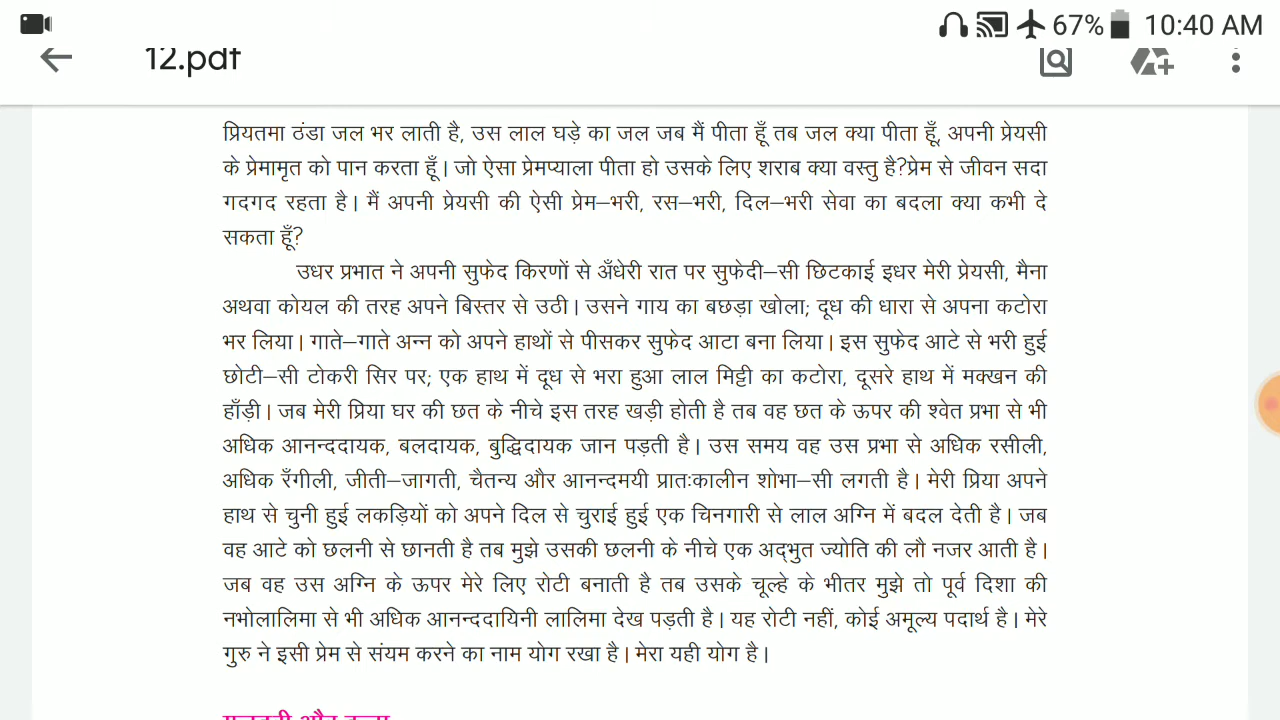 67% 10:40 AM
12.pdf
प्रियतमा ठंडा जल भर लाती है, उस लाल घड़े का जल जब मैं पीता हूँ तब जल क्या पीता हूँ, अपनी प्रेयसी
के प्रेमामृत को पान करता हूँ। जो ऐसा प्रेमप्याला पीता हो उसके लिए शराब क्या वस्तु है?प्रेम से जीवन सदा
गदगद रहता है। मैं अपनी प्रेयसी की ऐसी प्रेम–भरी, रस–भरी, दिल–भरी सेवा का बदला क्या कभी दे
सकता हूँ?
उधर प्रभात ने अपनी सुफेद किरणों से अँधेरी रात पर सुफेदी–सी छिटकाई इधर मेरी प्रेयसी, मैना
अथवा कोयल की तरह अपने बिस्तर से उठी। उसने गाय का बछड़ा खोला; दूध की धारा से अपना कटोरा
भर लिया। गाते–गाते अन्न को अपने हाथों से पीसकर सुफेद आटा बना लिया। इस सुफेद आटे से भरी हुई
छोटी–सी टोकरी सिर पर; एक हाथ में दूध से भरा हुआ लाल मिट्टी का कटोरा, दूसरे हाथ में मक्खन की
हाँड़ी। जब मेरी प्रिया घर की छत के नीचे इस तरह खड़ी होती है तब वह छत के ऊपर की श्वेत प्रभा से भी
अधिक आनन्ददायक, बलदायक, बुद्धिदायक जान पड़ती है। उस समय वह उस प्रभा से अधिक रसीली,
अधिक रँगीली, जीती–जागती, चैतन्य और आनन्दमयी प्रातःकालीन शोभा–सी लगती है। मेरी प्रिया अपने
हाथ से चुनी हुई लकड़ियों को अपने दिल से चुराई हुई एक चिनगारी से लाल अग्नि में बदल देती है। जब
वह आटे को छलनी से छानती है तब मुझे उसकी छलनी के नीचे एक अद्भुत ज्योति की लौ नजर आती है।
जब वह उस अग्नि के ऊपर मेरे लिए रोटी बनाती है तब उसके चूल्हे के भीतर मुझे तो पूर्व दिशा की
नभोलालिमा से भी अधिक आनन्ददायिनी लालिमा देख पड़ती है। यह रोटी नहीं, कोई अमूल्य पदार्थ है। मेरे
गुरु ने इसी प्रेम से संयम करने का नाम योग रखा है। मेरा यही योग है।